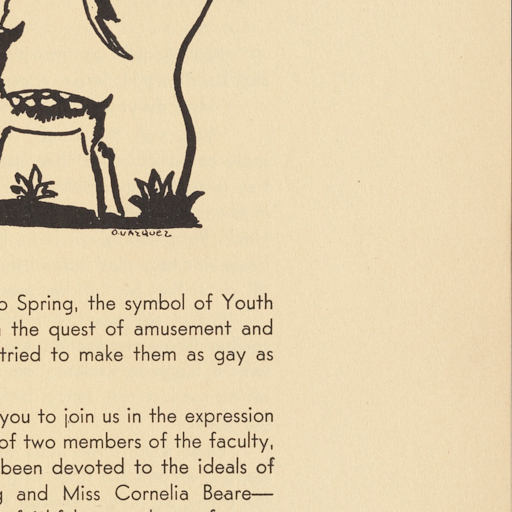 O.VAZQUEZ
Spring, the symbol of Youth
the quest of amusement and
tried to make them as gay as
you to join us in the expression
of two members of the faculty,
been devoted to the ideals of
and Miss Cornelia Beare—